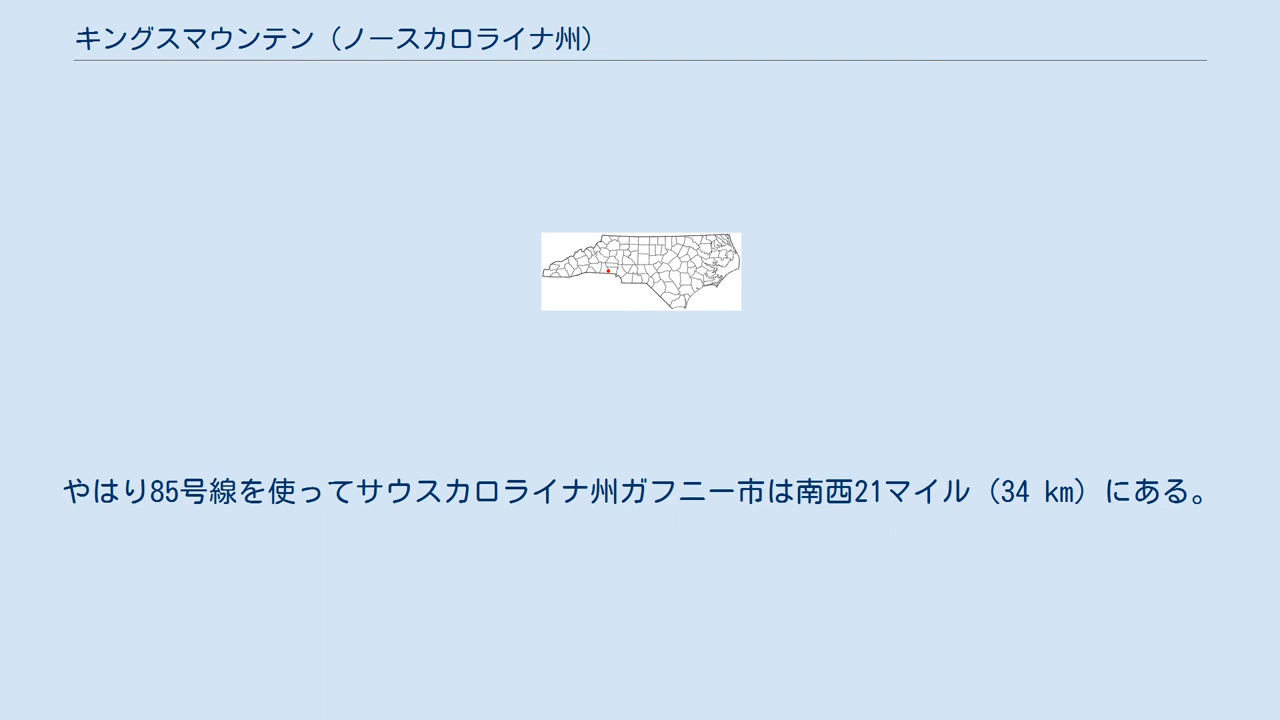 キングスマウンテン（ノースカロライナ州）
やはり85号線を使ってサウスカロライナ州ガフニー市は南西21マイル（34 km）にある。